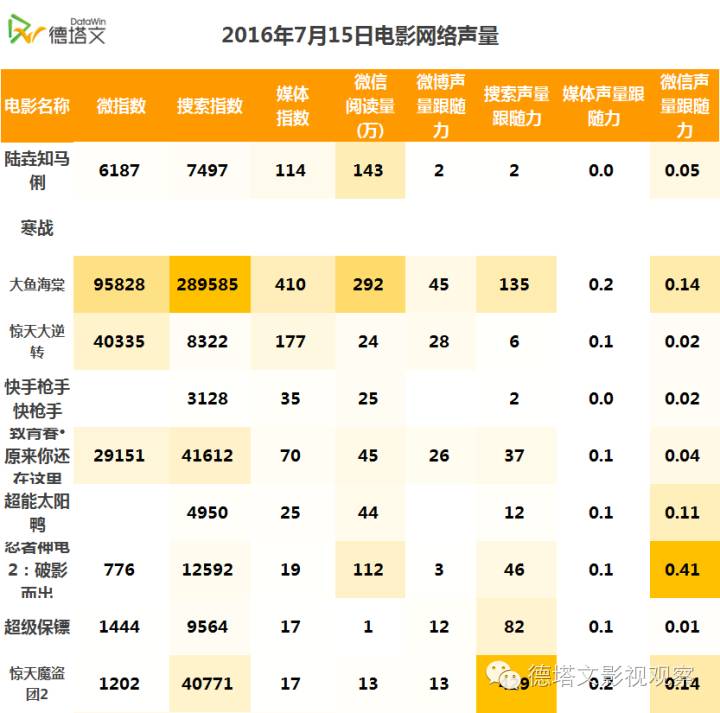 DataWin
德塔文
2016年7月15日电影网络声量
电影名称 微指数 搜索指数 媒体指数 微信阅读量(万) 微博声量跟随力 搜索声量跟随力 媒体声量跟随力 微信声量跟随力
陆垚知马俐 6187 7497 114 143 2 2 0.0 0.05
寒战
大鱼海棠 95828 289585 410 292 45 135 0.2 0.14
惊天大逆转 40335 8322 177 24 28 6 0.1 0.02
快手枪手快枪手 3128 35 25 2 0.0 0.02
致青春·原来你还在这里 29151 41612 70 45 26 37 0.1 0.04
超能太阳鸭 4950 25 44 12 0.1 0.11
忍者神龟2：破影而出 776 12592 19 112 3 46 0.1 0.41
超级保镖 1444 9564 17 1 12 82 0.1 0.01
惊天魔盗团2 1202 40771 17 13 13 0.2 0.14
德塔文影视观察